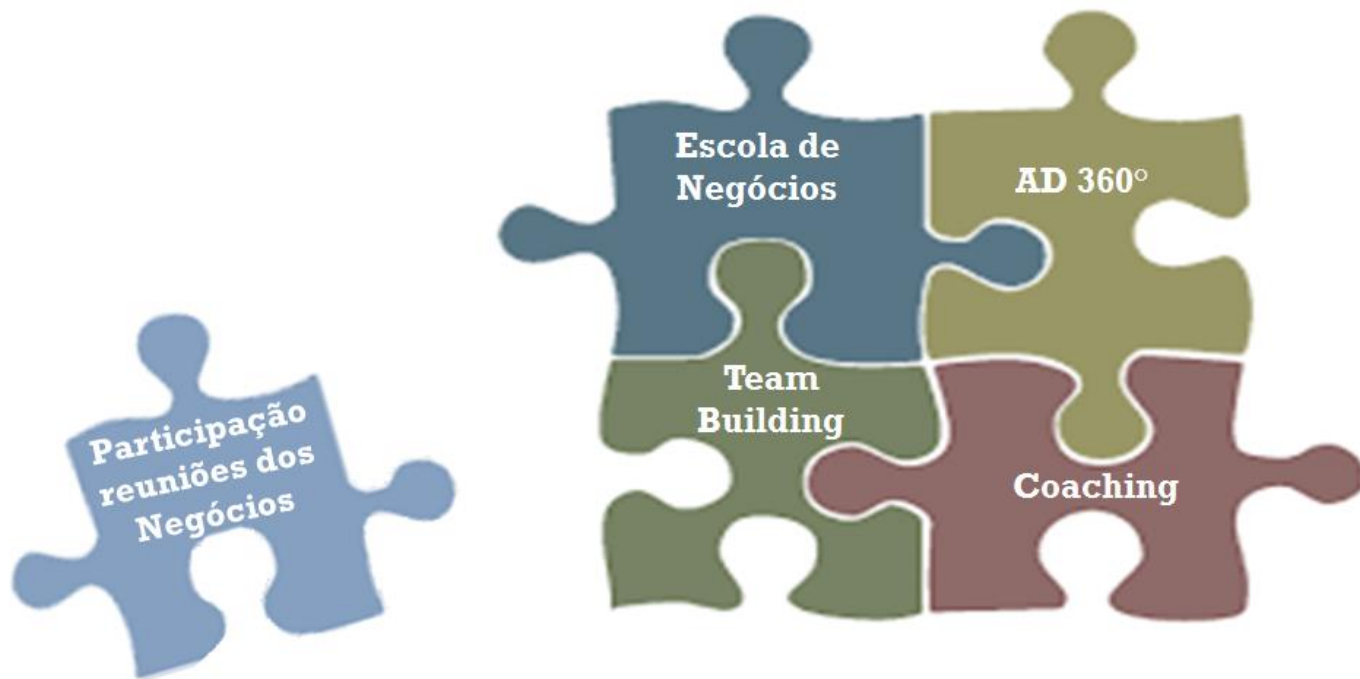 Escola de
Negócios
AD 360°
Team
Building
Coaching
Participação
reuniões dos
Negócios